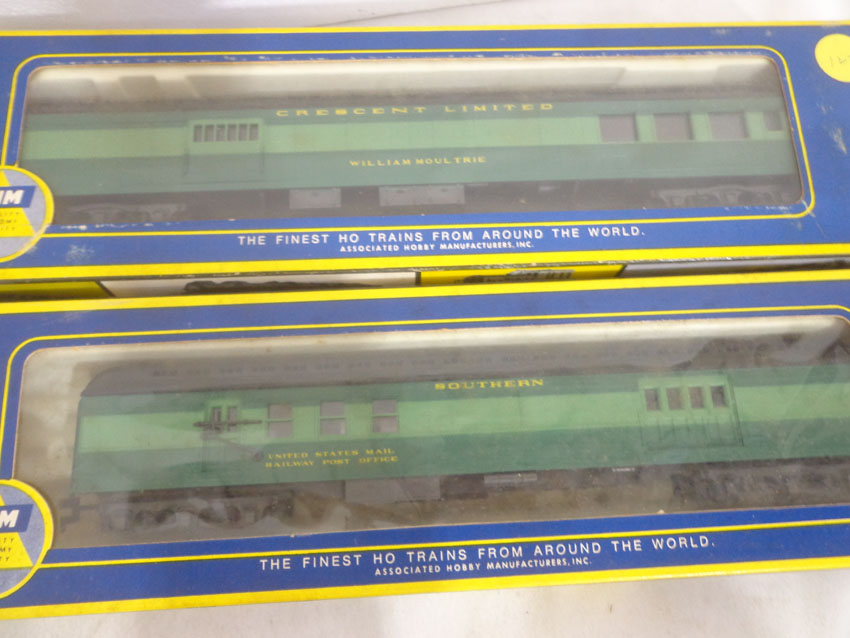 CRESCENT LIMITED
WILLIAM MOULTRIE
THE FINEST HO TRAINS FROM AROUND THE WORLD.
ASSOCIATED HOBBY MANUFACTURERS, INC.
SOUTHERN
UNITED STATES MAIL
RAILWAY POST OFFICE
THE FINEST HO TRAINS FROM AROUND THE WORLD.
ASSOCIATED HOBBY MANUFACTURERS, INC.